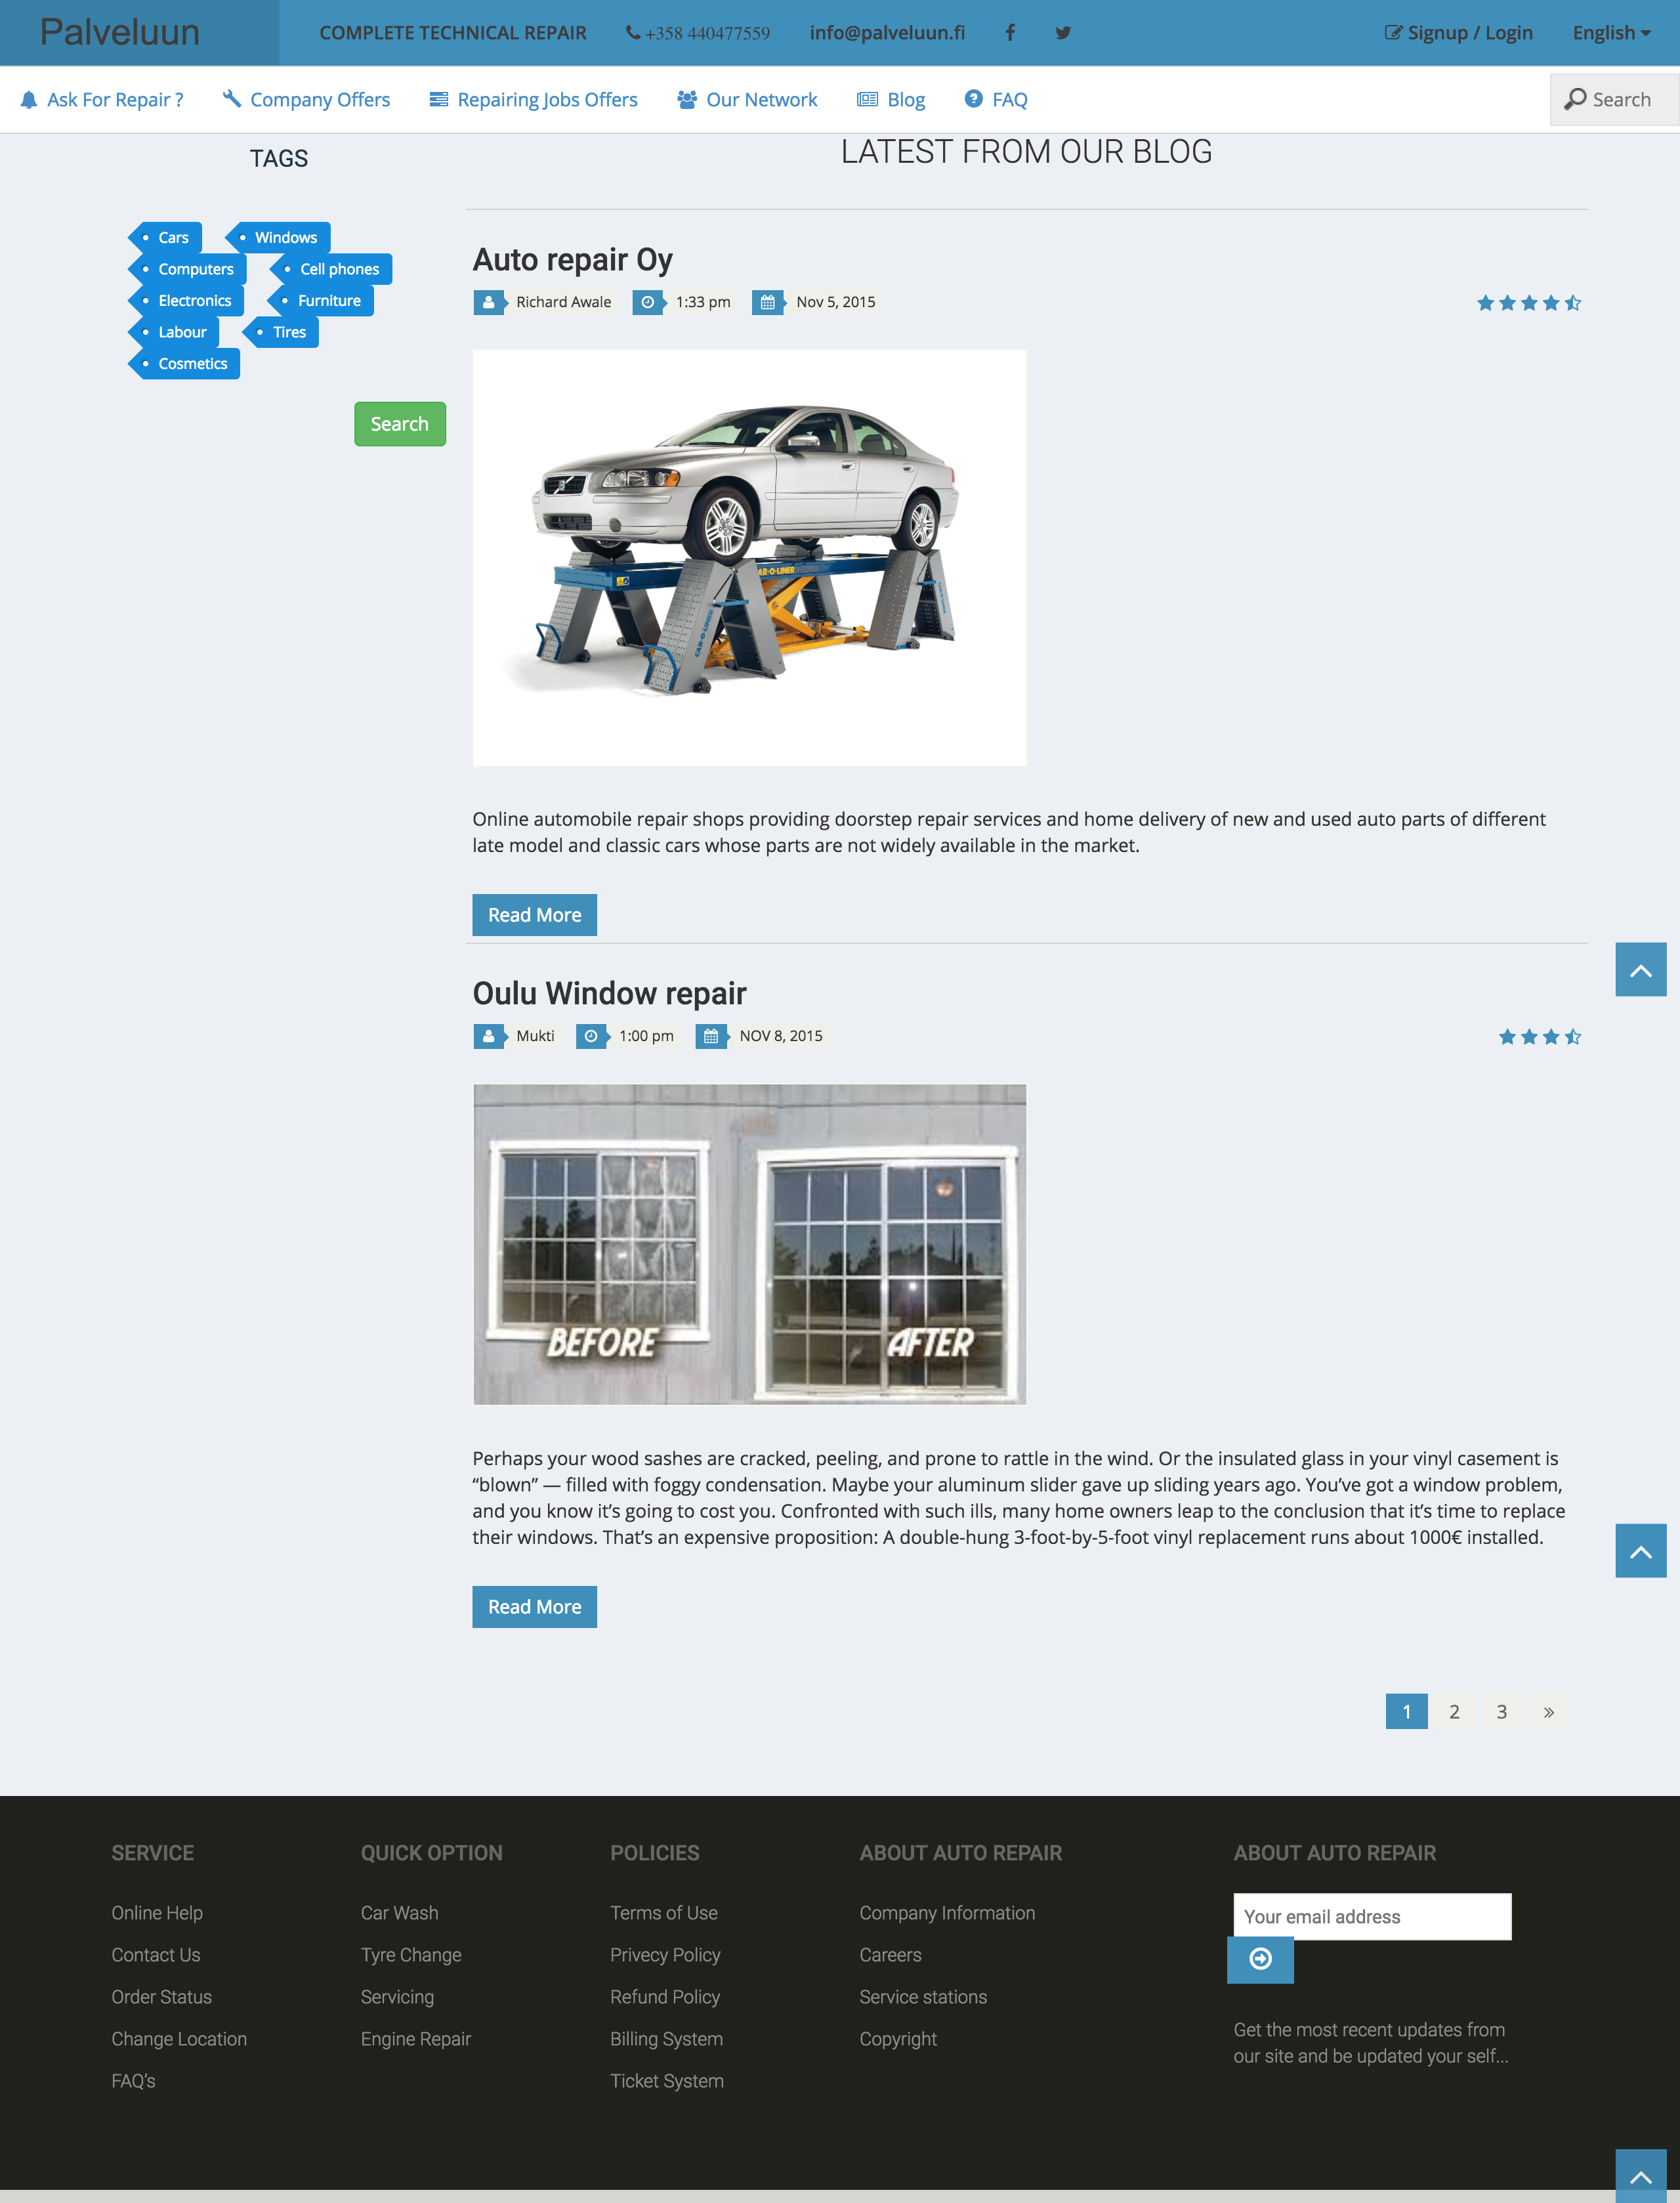 Palveluun
COMPLETE TECHNICAL REPAIR
+358 440477559
info@palveluun.fi
Signup / Login
English
Ask For Repair ?
Company Offers
Repairing Jobs Offers
Our Network
Blog
FAQ
Search
TAGS
Cars
Windows
Computers
Cell phones
Electronics
Furniture
Labour
Tires
Cosmetics
Search
LATEST FROM OUR BLOG
Auto repair Oy
Richard Awale
1:33 pm
Nov 5, 2015
CAR-O-LINER
CAR-O-LINER
Online automobile repair shops providing doorstep repair services and home delivery of new and used auto parts of different
late model and classic cars whose parts are not widely available in the market.
Read More
Oulu Window repair
Mukti
1:00 pm
NOV 8, 2015
BEFORE
AFTER
Perhaps your wood sashes are cracked, peeling, and prone to rattle in the wind. Or the insulated glass in your vinyl casement is
“blown” — filled with foggy condensation. Maybe your aluminum slider gave up sliding years ago. You’ve got a window problem,
and you know it’s going to cost you. Confronted with such ills, many home owners leap to the conclusion that it’s time to replace
their windows. That’s an expensive proposition: A double-hung 3-foot-by-5-foot vinyl replacement runs about 1000€ installed.
Read More
1 2 3 »
SERVICE
Online Help
Contact Us
Order Status
Change Location
FAQ’s
QUICK OPTION
Car Wash
Tyre Change
Servicing
Engine Repair
POLICIES
Terms of Use
Privecy Policy
Refund Policy
Billing System
Ticket System
ABOUT AUTO REPAIR
Company Information
Careers
Service stations
Copyright
ABOUT AUTO REPAIR
Your email address
Get the most recent updates from
our site and be updated your self...